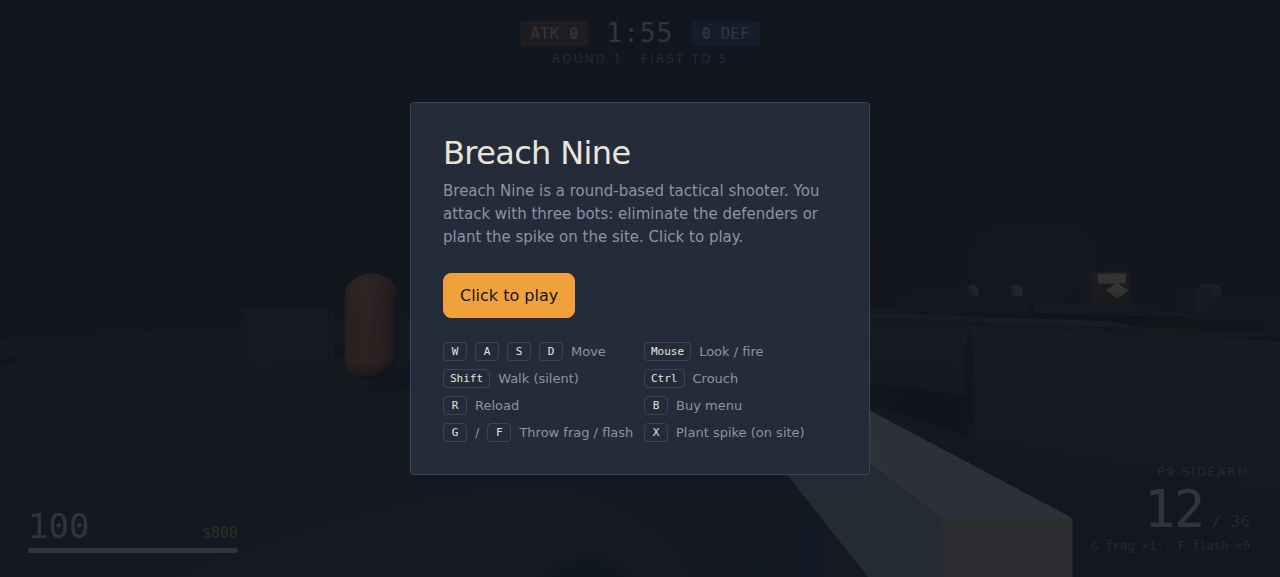 ATK 0 1:55 0 DEF
ROUND 1 · FIRST TO 5
Breach Nine
Breach Nine is a round-based tactical shooter. You
attack with three bots: eliminate the defenders or
plant the spike on the site. Click to play.
Click to play
W A S D Move Mouse Look / fire
Shift Walk (silent) Ctrl Crouch
R Reload B Buy menu
G / F Throw frag / flash X Plant spike (on site)
P9 SIDEARM
100 $800 12 / 36
G frag ×1 · F flash ×0